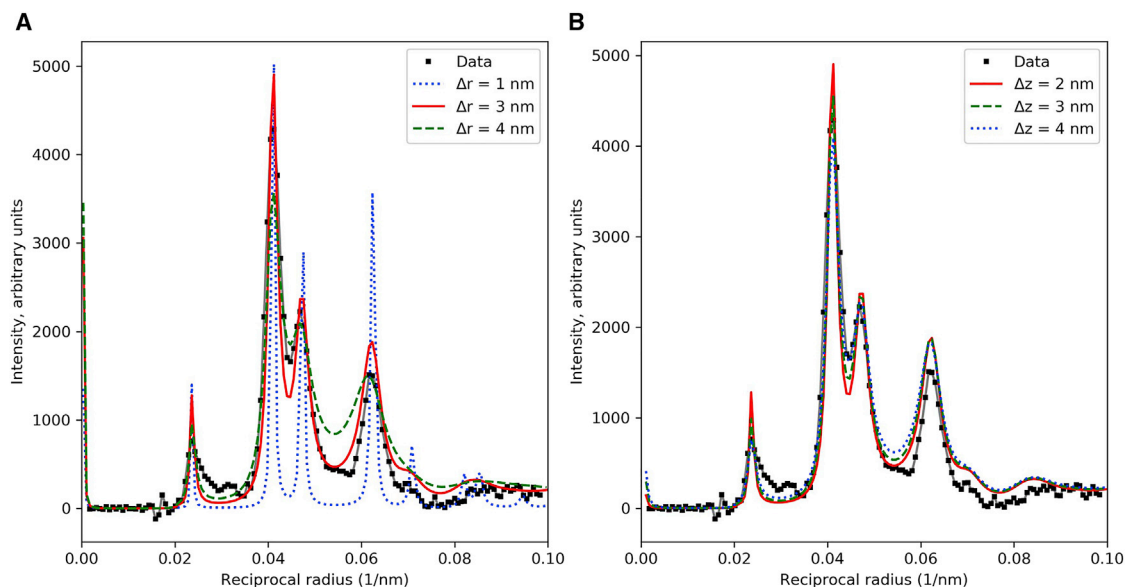 A
Intensity, arbitrary units
5000
4000
3000
2000
1000
0
Data
Δr = 1 nm
Δr = 3 nm
Δr = 4 nm
0.00 0.02 0.04 0.06 0.08 0.10
Reciprocal radius (1/nm)
B
Intensity, arbitrary units
5000
4000
3000
2000
1000
0
Data
Δz = 2 nm
Δz = 3 nm
Δz = 4 nm
0.00 0.02 0.04 0.06 0.08 0.10
Reciprocal radius (1/nm)